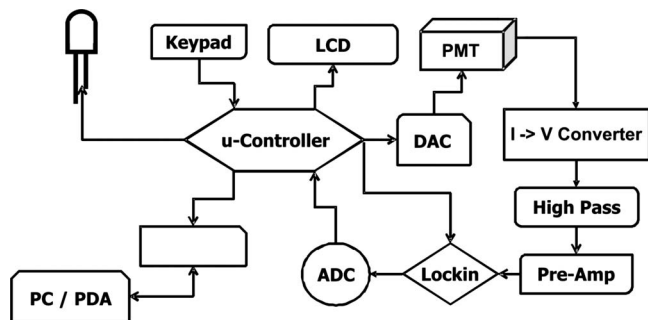 Keypad
LCD
PMT
u-Controller
DAC
I -> V Converter
High Pass
PC / PDA
ADC
Lockin
Pre-Amp